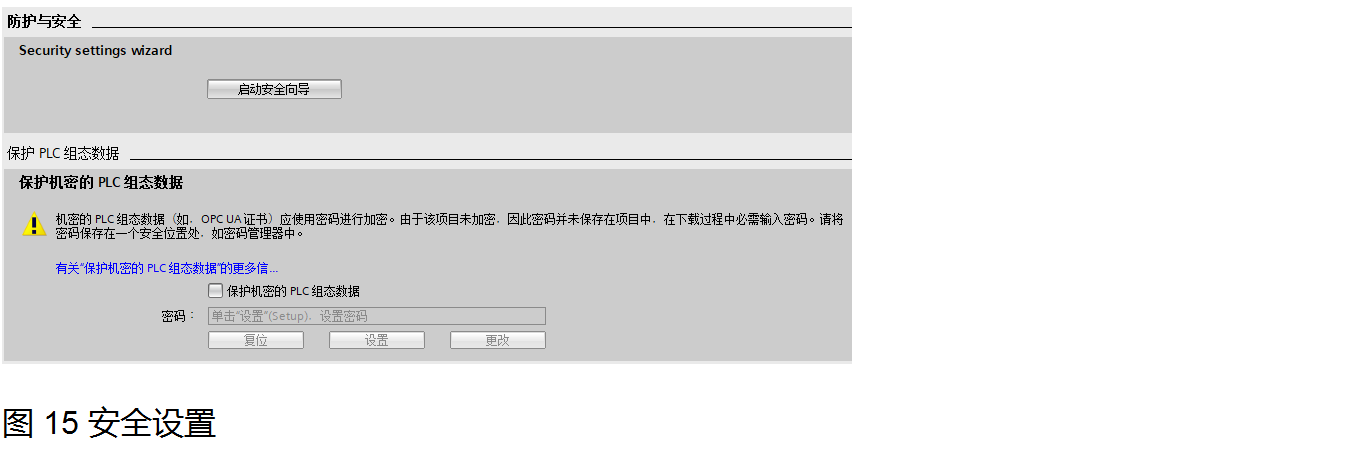 防护与安全
Security settings wizard
启动安全向导
保护 PLC 组态数据
保护机密的 PLC 组态数据
机密的 PLC 组态数据（如，OPC UA 证书）应使用密码进行加密。由于该项目未加密，因此密码并未保存在项目中，在下载过程中必需输入密码。请将
密码保存在一个安全位置处，如密码管理器中。
有关“保护机密的 PLC 组态数据”的更多信...
保护机密的 PLC 组态数据
密码： 单击“设置”(Setup)，设置密码
复位 设置 更改
图 15 安全设置